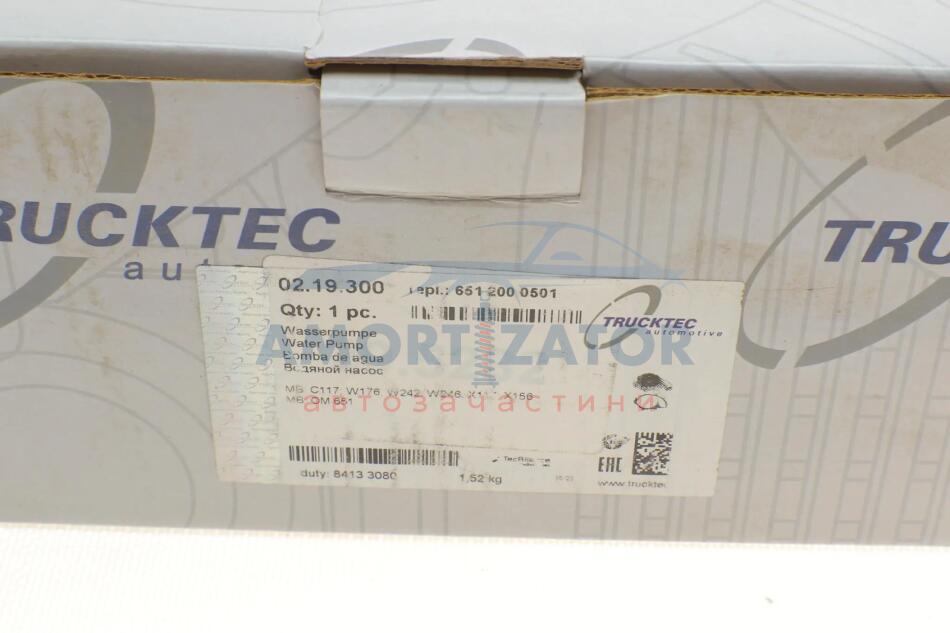 TRUCKTEC
TRU
02.19.300 repl.: 651 200 0501
Qty: 1 pc.
Wasserpumpe
Water Pump
Bomba de agua
Водяной насос
TRUCKTEC
automotive
AMORTIZATOR
автозапчастини
MB C117, W176, W242, W246, X156
MB: OM 651
duty: 8413 3080 1,52 kg
EAC
www.trucktec